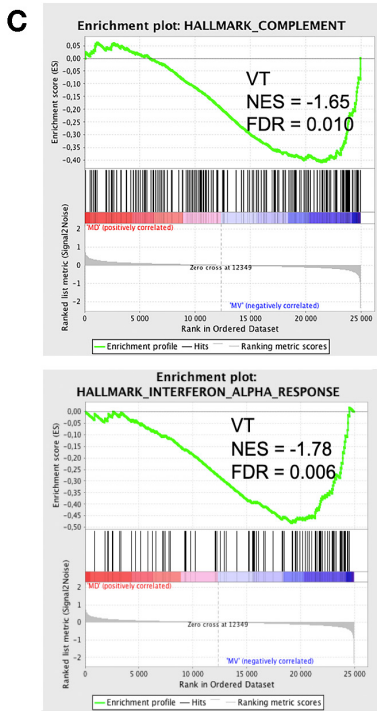 C
Enrichment plot: HALLMARK_COMPLEMENT
Enrichment score (ES)
0,05
0,00
-0,05
-0,10
-0,15
-0,20
-0,25
-0,30
-0,35
-0,40
VT
NES = -1.65
FDR = 0.010
Ranked list metric (Signal2Noise)
'MD' (positively correlated)
2
1
0
-1
-2
Zero cross at 12349
'MV' (negatively correlated)
0 5 000 10 000 15 000 20 000 25 000
Rank in Ordered Dataset
Enrichment profile Hits Ranking metric scores
Enrichment plot:
HALLMARK_INTERFERON_ALPHA_RESPONSE
Enrichment score (ES)
0,00
-0,05
-0,10
-0,15
-0,20
-0,25
-0,30
-0,35
-0,40
-0,45
-0,50
VT
NES = -1.78
FDR = 0.006
Ranked list metric (Signal2Noise)
'MD' (positively correlated)
2
1
0
-1
-2
Zero cross at 12349
'MV' (negatively correlated)
0 5 000 10 000 15 000 20 000 25 000
Rank in Ordered Dataset
Enrichment profile Hits Ranking metric scores